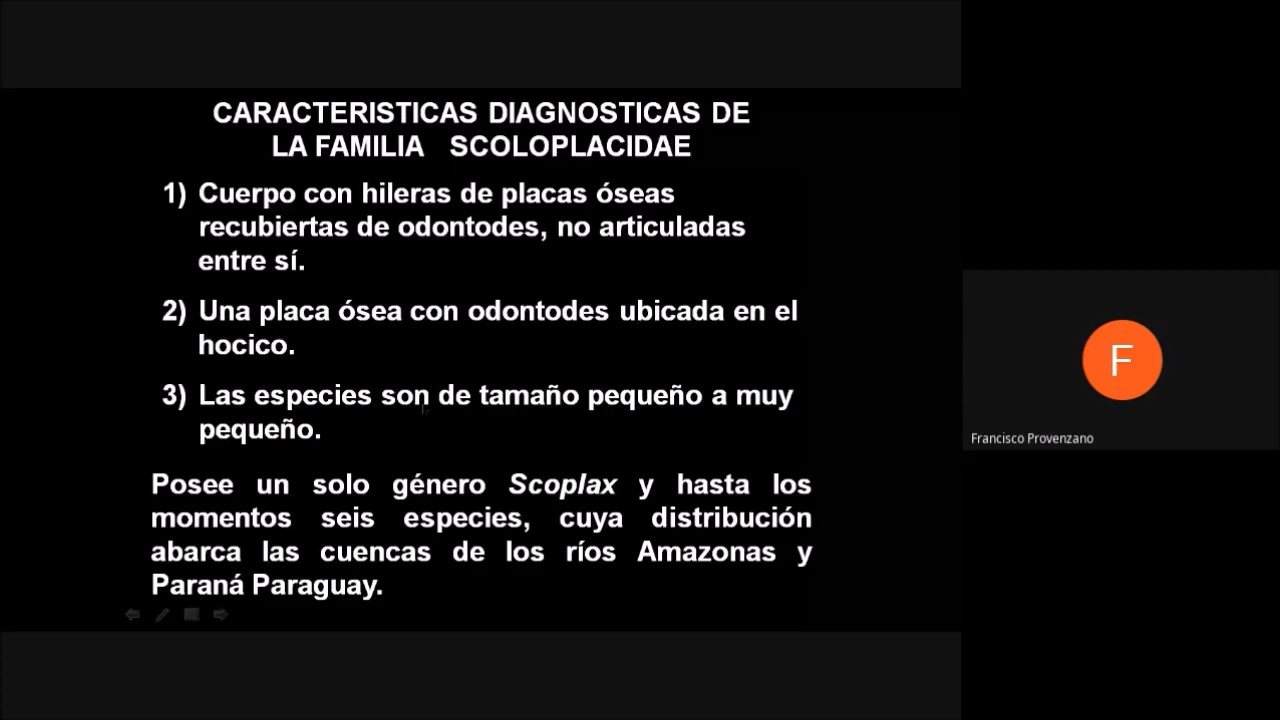 CARACTERISTICAS DIAGNOSTICAS DE
LA FAMILIA SCOLOPLACIDAE
1) Cuerpo con hileras de placas óseas
recubiertas de odontodes, no articuladas
entre sí.
2) Una placa ósea con odontodes ubicada en el
hocico.
3) Las especies son de tamaño pequeño a muy
pequeño.
Posee un solo género Scoplax y hasta los
momentos seis especies, cuya distribución
abarca las cuencas de los ríos Amazonas y
Paraná Paraguay.
F
Francisco Provenzano